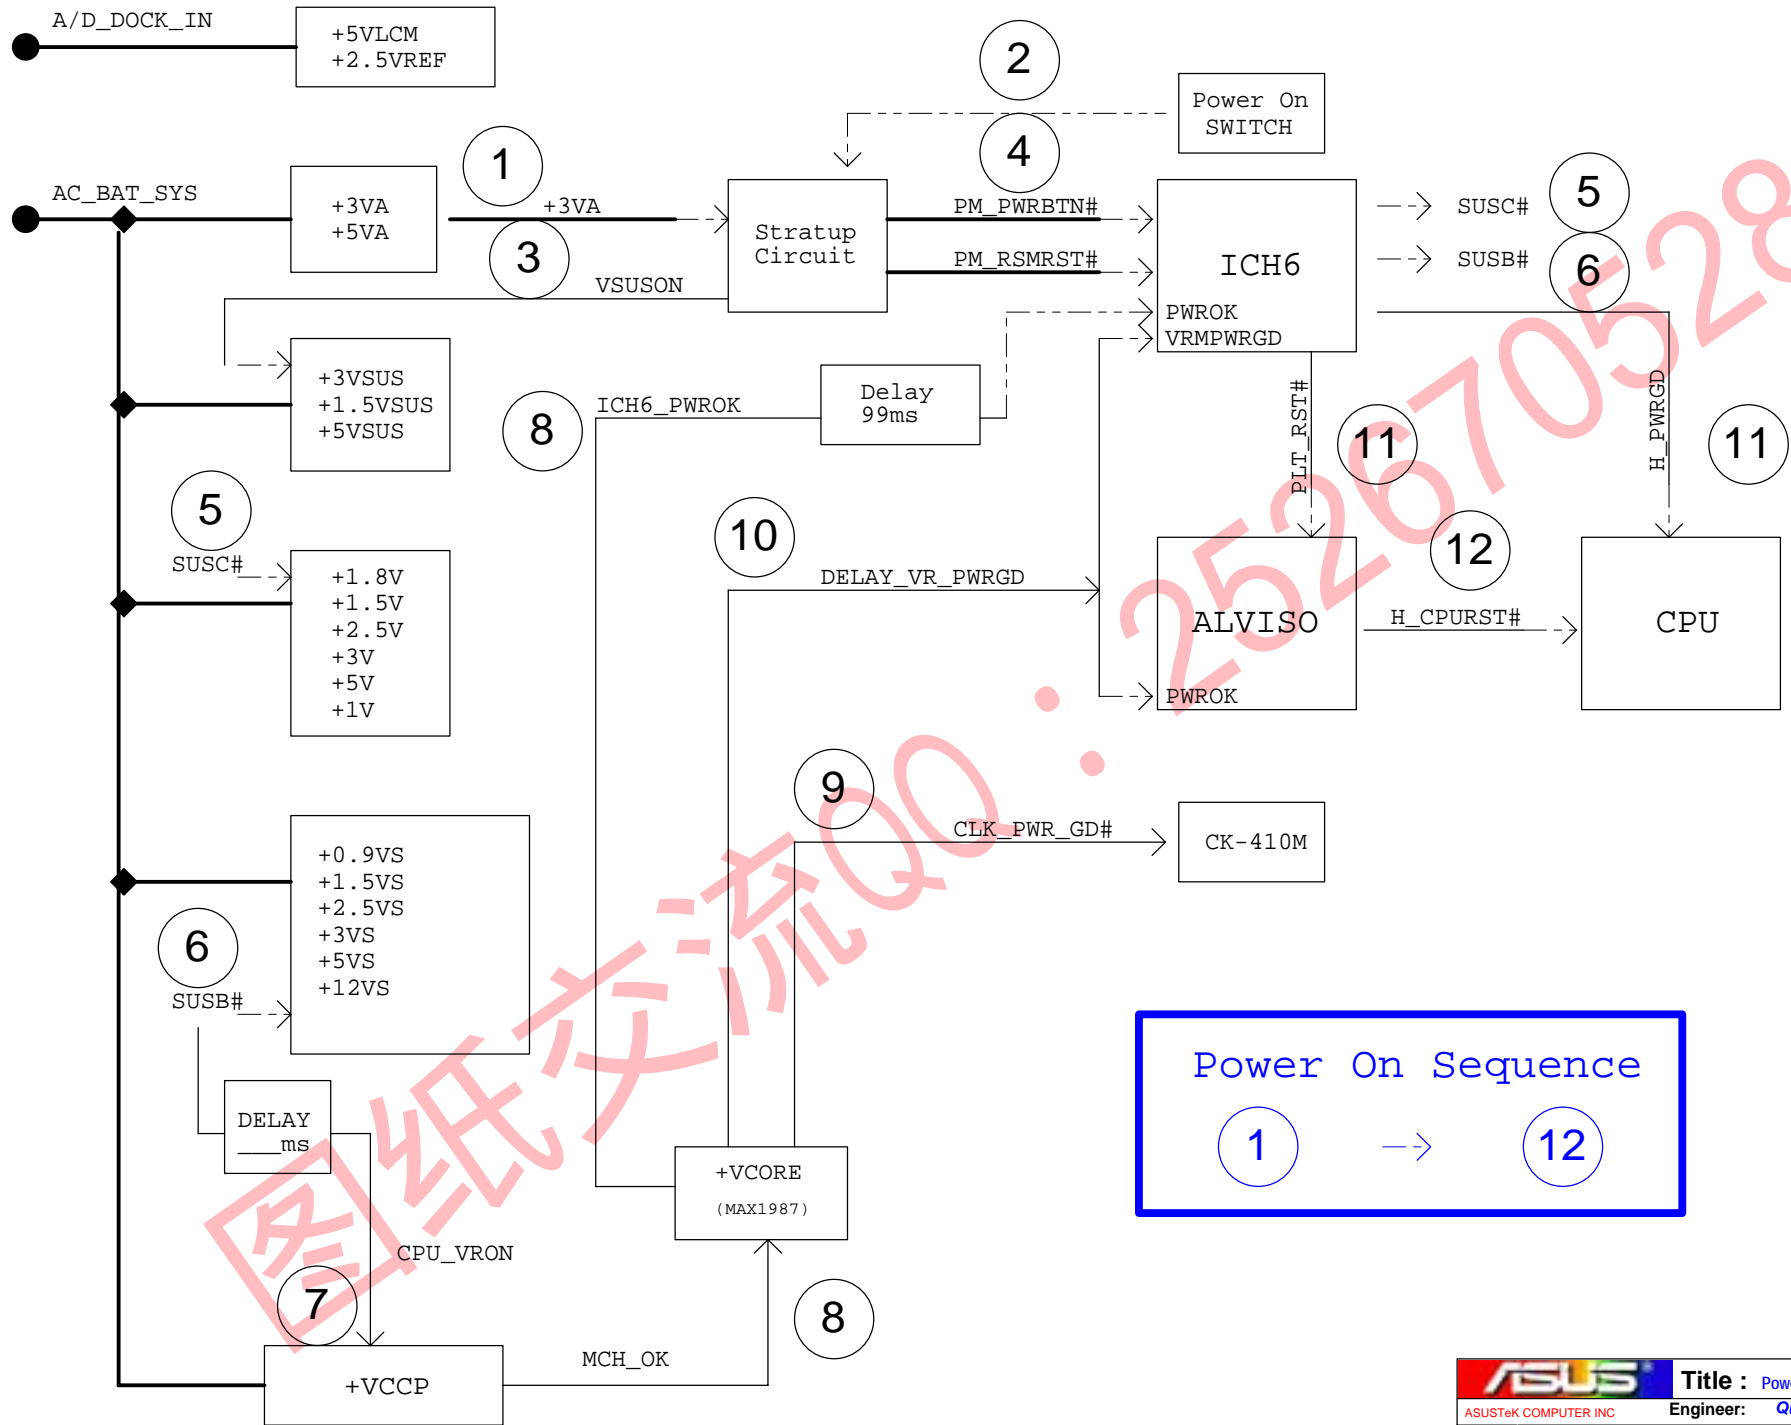 A/D_DOCK_IN
+5VLCM
+2.5VREF
2
Power On
SWITCH
4
1
AC_BAT_SYS
+3VA
+5VA
+3VA
3
VSUSON
Stratup
Circuit
PM_PWRBTN#
PM_RSMRST#
ICH6
PWROK
VRMPWRGD
SUSC#
5
SUSB#
6
+3VSUS
+1.5VSUS
+5VSUS
8
ICH6_PWROK
Delay
99ms
PLT_RST#
11
H_PWRGD
11
5
SUSC#
+1.8V
+1.5V
+2.5V
+3V
+5V
+1V
10
DELAY_VR_PWRGD
12
ALVISO
PWROK
H_CPURST#
CPU
9
CLK_PWR_GD#
CK-410M
+0.9VS
+1.5VS
+2.5VS
+3VS
+5VS
+12VS
6
SUSB#
DELAY
___ms
CPU_VRON
7
+VCCP
MCH_OK
8
+VCORE
(MAX1987)
Power On Sequence
1
12
图纸交流QQ：252670528
ASUS
ASUSTeK COMPUTER INC
Title :
Engineer: